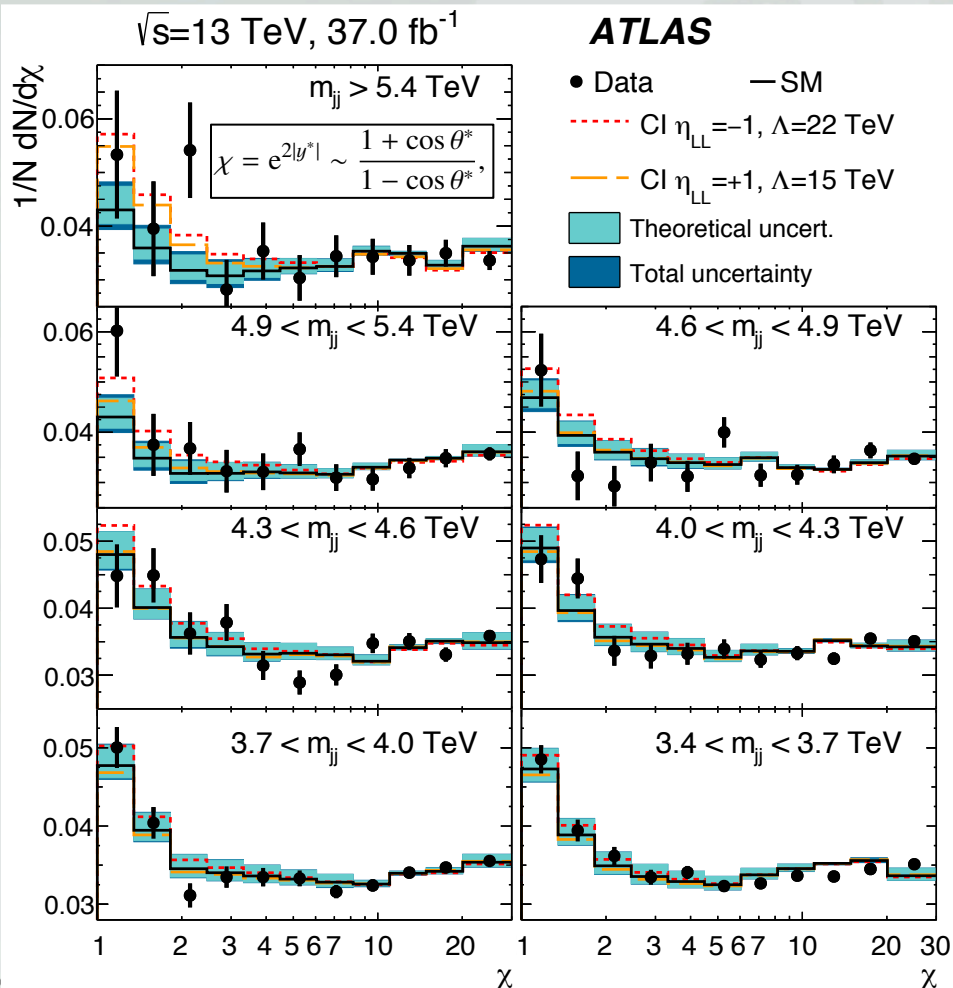 √s=13 TeV, 37.0 fb⁻¹
ATLAS
1/N dN/dχ
m_jj > 5.4 TeV
χ = e^{2|y*|} ∼ (1 + cos θ*)/(1 − cos θ*),
Data
SM
CI η_LL=−1, Λ=22 TeV
CI η_LL=+1, Λ=15 TeV
Theoretical uncert.
Total uncertainty
0.06
0.04
4.9 < m_jj < 5.4 TeV
4.6 < m_jj < 4.9 TeV
0.06
0.04
4.3 < m_jj < 4.6 TeV
4.0 < m_jj < 4.3 TeV
0.05
0.04
0.03
3.7 < m_jj < 4.0 TeV
3.4 < m_jj < 3.7 TeV
0.05
0.04
0.03
1 2 3 4 5 6 7 10 20
1 2 3 4 5 6 7 10 20 30
χ
χ